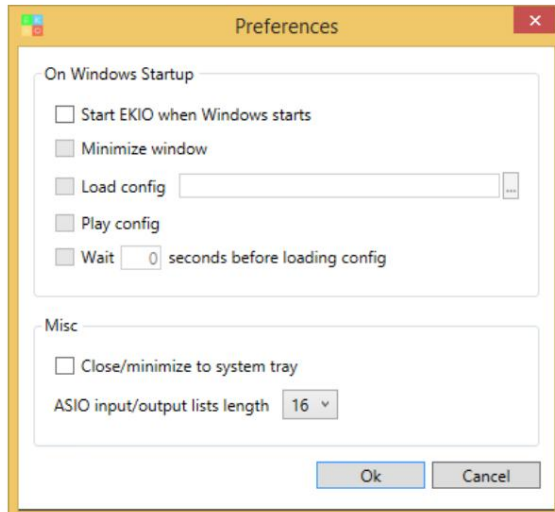 Preferences
On Windows Startup
Start EKIO when Windows starts
Minimize window
Load config ...
Play config
Wait 0 seconds before loading config
Misc
Close/minimize to system tray
ASIO input/output lists length 16
Ok Cancel